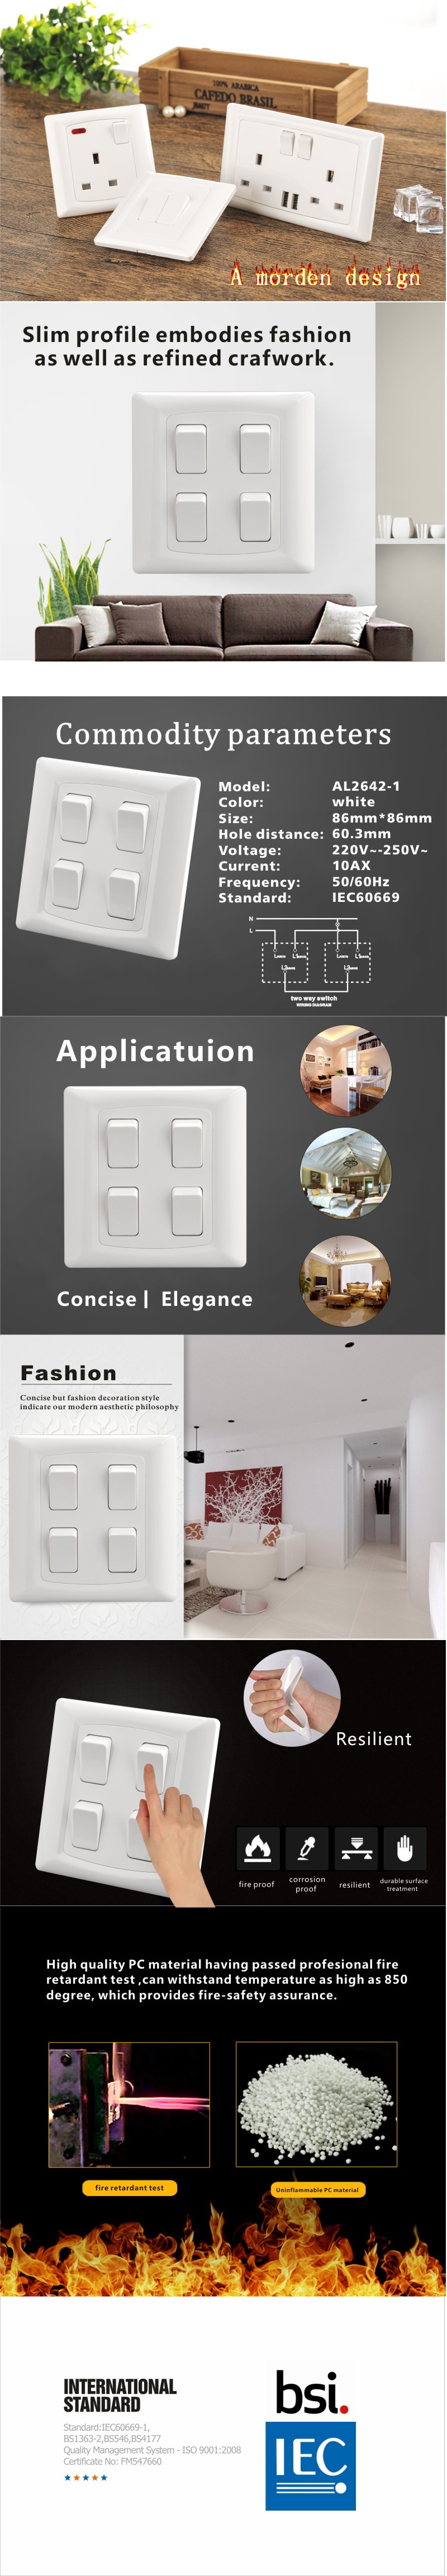 100% ARABICA
CAFEDO BRASIL
A morden design
Slim profile embodies fashion
as well as refined crafwork.
Commodity parameters
Model: AL2642-1
Color: white
Size: 86mm*86mm
Hole distance: 60.3mm
Voltage: 220V~-250V~
Current: 10AX
Frequency: 50/60Hz
Standard: IEC60669
N
L
two way switch
WIRING DIAGRAM
Applicatuion
Concise | Elegance
Fashion
Concise but fashion decoration style
indicate our modern aesthetic philosophy
Resilient
fire proof
corrosion
proof
resilient
durable surface
treatment
High quality PC material having passed profesional fire
retardant test ,can withstand temperature as high as 850
degree, which provides fire-safety assurance.
fire retardant test
Uninflammable PC material
INTERNATIONAL
STANDARD
Standard:IEC60669-1,
BS1363-2,BS546,BS4177
Quality Management System - ISO 9001:2008
Certificate No: FM547660
bsi.
IEC